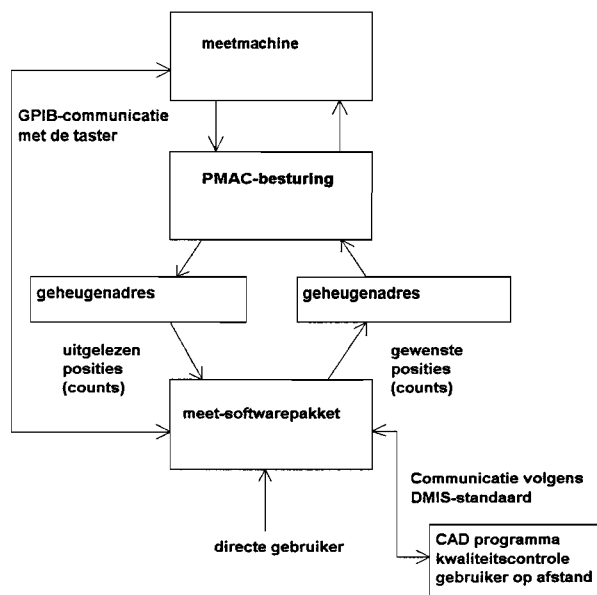 meetmachine
GPIB-communicatie
met de taster
PMAC-besturing
geheugenadres
geheugenadres
uitgelezen
posities
(counts)
gewenste
posities
(counts)
meet-softwarepakket
Communicatie volgens
DMIS-standaard
directe gebruiker
CAD programma
kwaliteitscontrole
gebruiker op afstand